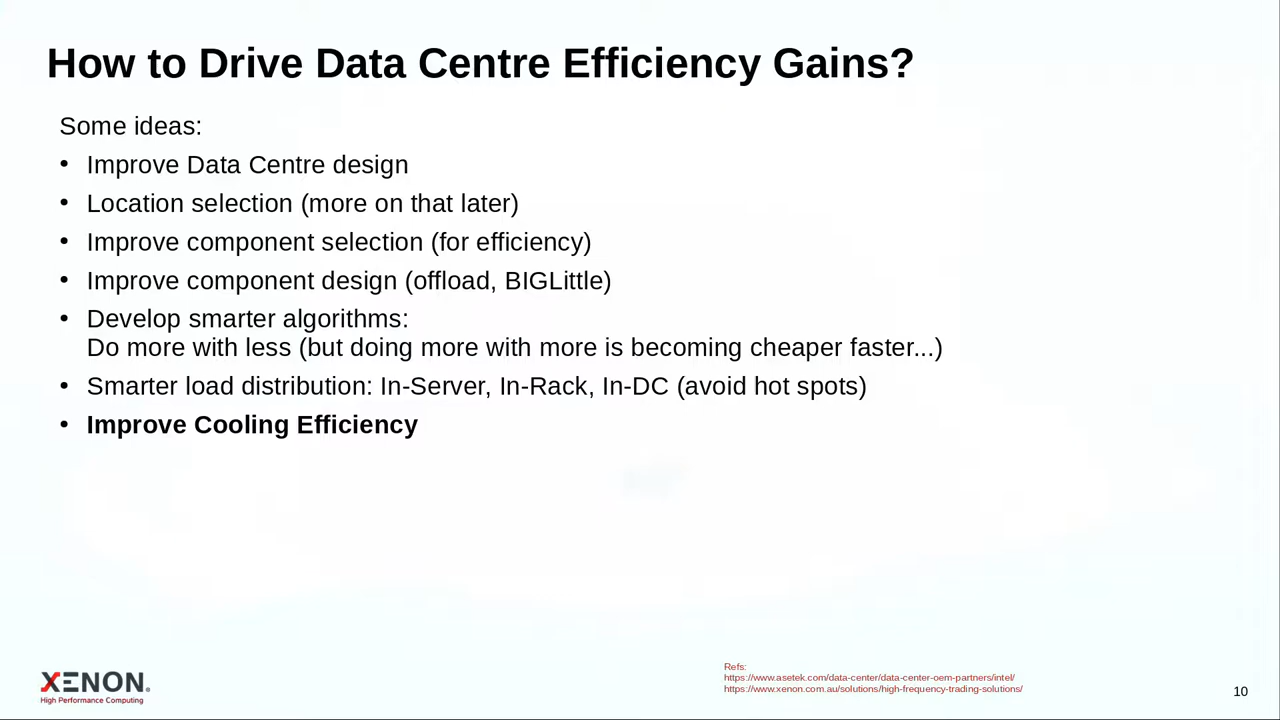 How to Drive Data Centre Efficiency Gains?
Some ideas:
• Improve Data Centre design
• Location selection (more on that later)
• Improve component selection (for efficiency)
• Improve component design (offload, BIGLittle)
• Develop smarter algorithms:
Do more with less (but doing more with more is becoming cheaper faster...)
• Smarter load distribution: In-Server, In-Rack, In-DC (avoid hot spots)
• Improve Cooling Efficiency
XENON.
High Performance Computing
Refs:
https://www.asetek.com/data-center/data-center-oem-partners/intel/
https://www.xenon.com.au/solutions/high-frequency-trading-solutions/
10